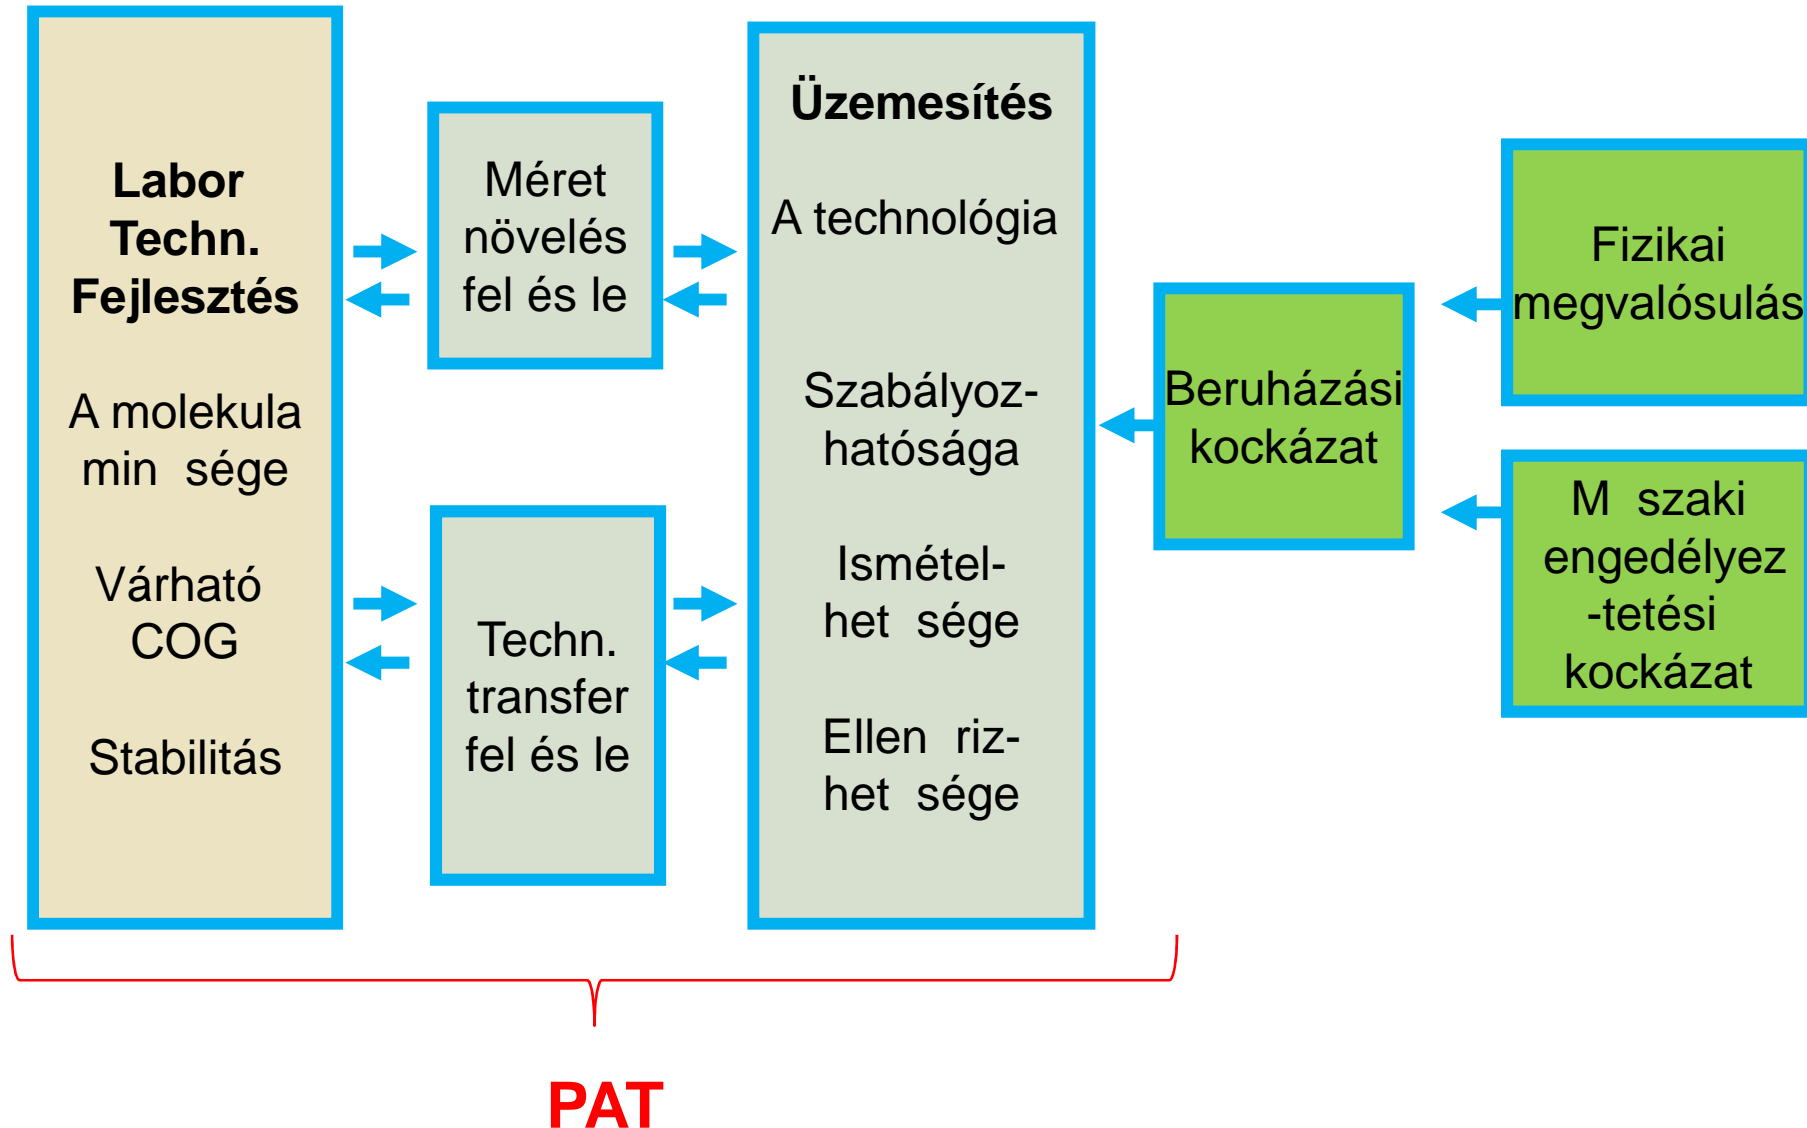 Labor
Techn.
Fejlesztés
A molekula
min sége
Várható
COG
Stabilitás
Méret
növelés
fel és le
Techn.
transfer
fel és le
Üzemesítés
A technológia
Szabályoz-
hatósága
Ismétel-
het sége
Ellen riz-
het sége
Beruházási
kockázat
Fizikai
megvalósulás
M szaki
engedélyez
-tetési
kockázat
PAT